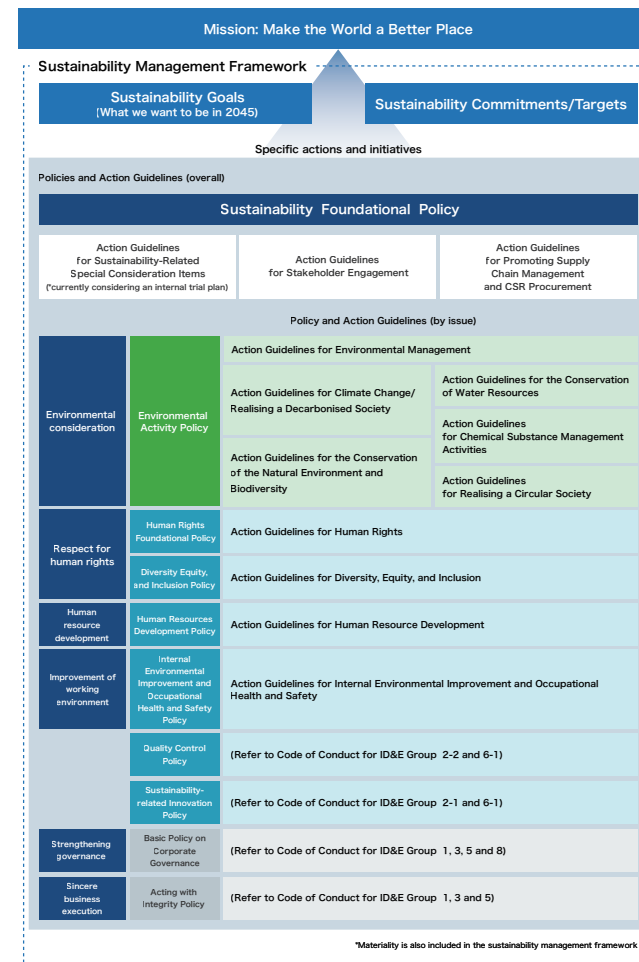 Mission: Make the World a Better Place
Sustainability Management Framework
Sustainability Goals
(What we want to be in 2045)
Sustainability Commitments/Targets
Specific actions and initiatives
Policies and Action Guidelines (overall)
Sustainability Foundational Policy
Action Guidelines
for Sustainability-Related
Special Consideration Items
(*currently considering an internal trial plan)
Action Guidelines
for Stakeholder Engagement
Action Guidelines
for Promoting Supply
Chain Management
and CSR Procurement
Policy and Action Guidelines (by issue)
Environmental
consideration
Environmental
Activity Policy
Action Guidelines for Environmental Management
Action Guidelines for Climate Change/
Realising a Decarbonised Society
Action Guidelines for the Conservation
of the Natural Environment and
Biodiversity
Action Guidelines for the Conservation
of Water Resources
Action Guidelines
for Chemical Substance Management
Activities
Action Guidelines
for Realising a Circular Society
Respect for
human rights
Human Rights
Foundational Policy
Action Guidelines for Human Rights
Diversity Equity,
and Inclusion Policy
Action Guidelines for Diversity, Equity, and Inclusion
Human
resource
development
Human Resources
Development Policy
Action Guidelines for Human Resource Development
Improvement of
working
environment
Internal
Environmental
Improvement and
Occupational
Health and Safety
Policy
Action Guidelines for Internal Environmental Improvement and Occupational
Health and Safety
Quality Control
Policy
(Refer to Code of Conduct for ID&E Group 2-2 and 6-1)
Sustainability-
related Innovation
Policy
(Refer to Code of Conduct for ID&E Group 2-1 and 6-1)
Strengthening
governance
Basic Policy on
Corporate
Governance
(Refer to Code of Conduct for ID&E Group 1, 3, 5 and 8)
Sincere
business
execution
Acting with
Integrity Policy
(Refer to Code of Conduct for ID&E Group 1, 3 and 5)
*Materiality is also included in the sustainability management framework